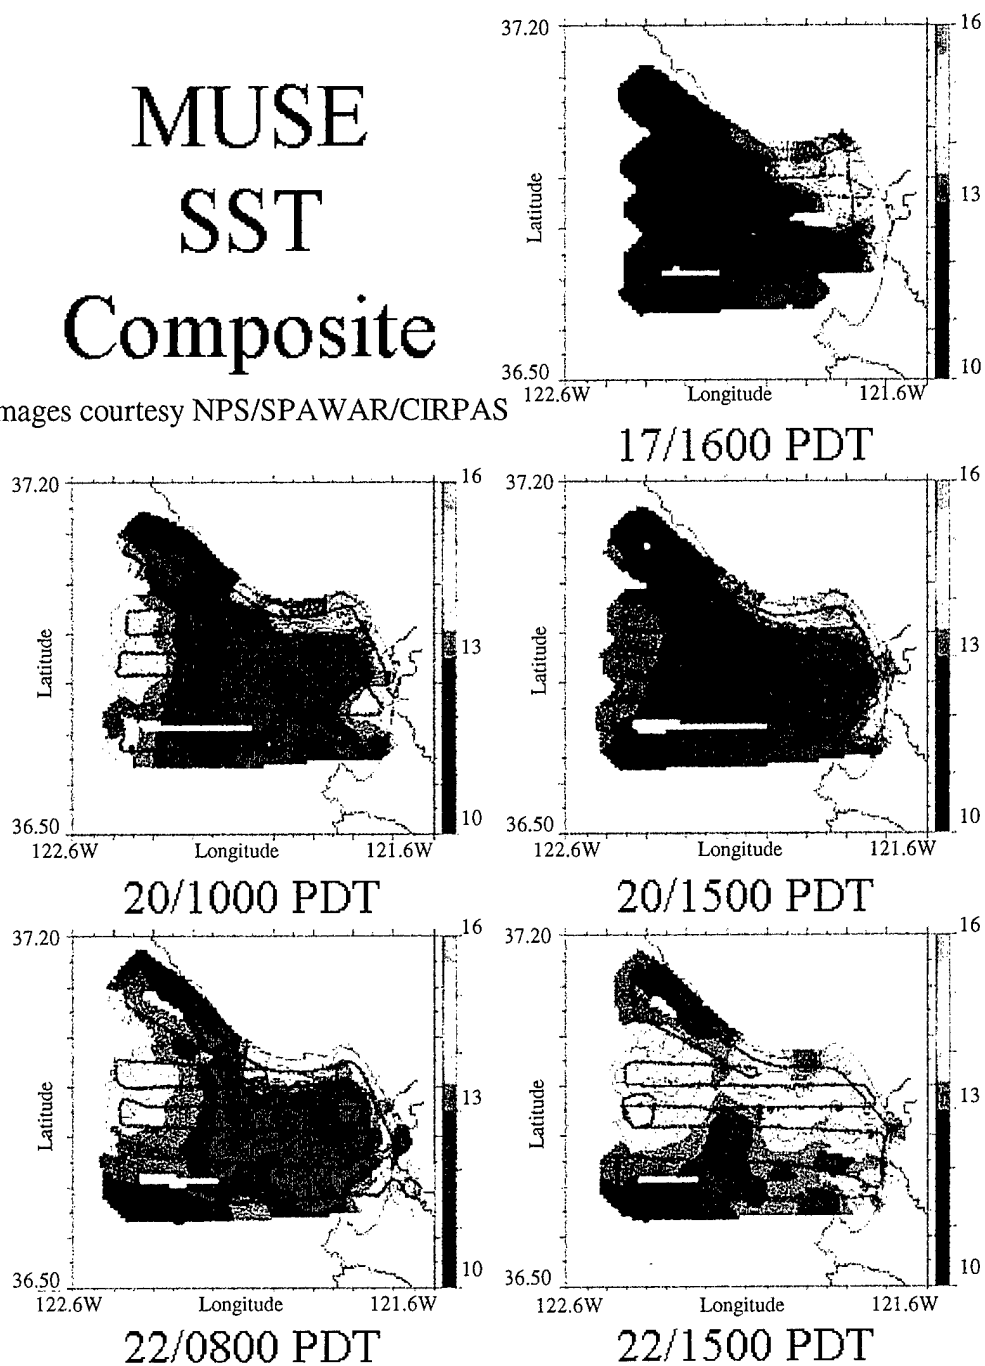 MUSE
SST
Composite
mages courtesy NPS/SPAWAR/CIRPAS
37.20
16
Latitude
13
36.50
10
122.6W
Longitude
121.6W
17/1600 PDT
37.20
16
Latitude
13
36.50
10
122.6W
Longitude
121.6W
20/1000 PDT
37.20
16
Latitude
13
36.50
10
122.6W
Longitude
121.6W
20/1500 PDT
37.20
16
Latitude
13
36.50
10
122.6W
Longitude
121.6W
22/0800 PDT
37.20
16
Latitude
13
36.50
10
122.6W
Longitude
121.6W
22/1500 PDT